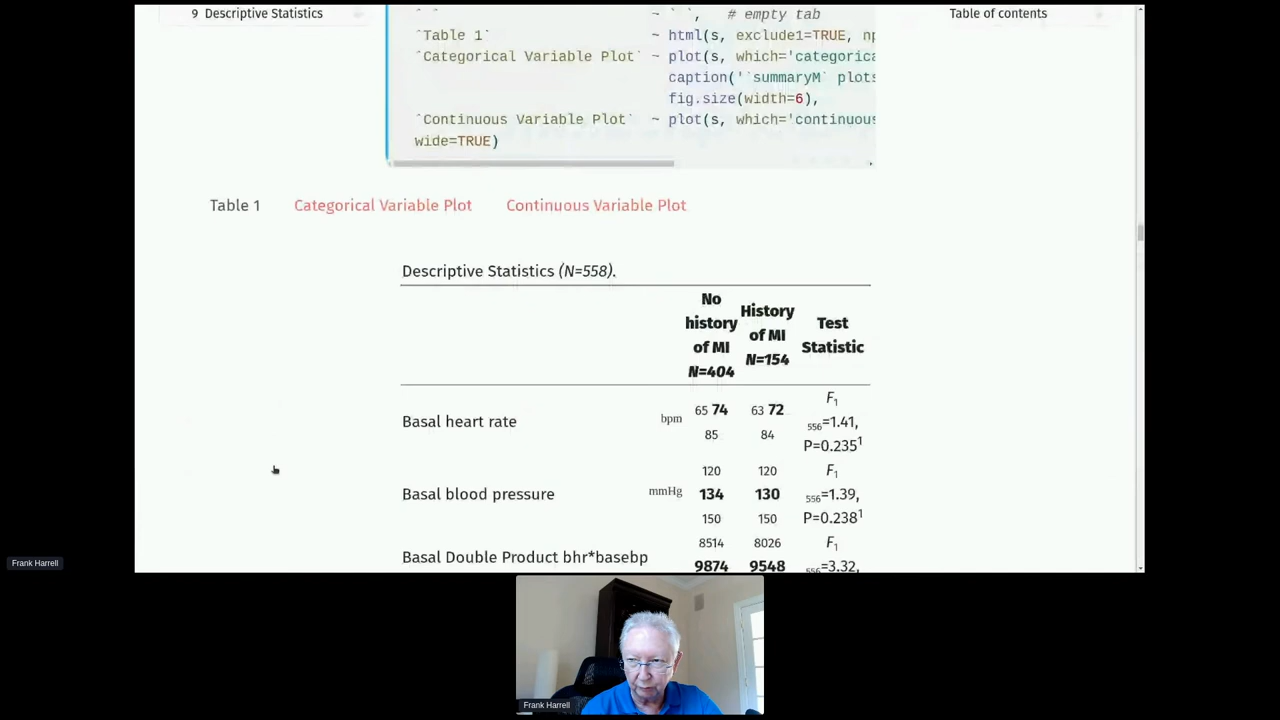 9 Descriptive Statistics
Table of contents
` ` ~ ` `, # empty tab
`Table 1` ~ html(s, exclude1=TRUE, np
`Categorical Variable Plot` ~ plot(s, which='categorica
caption('`summaryM` plots
fig.size(width=6),
`Continuous Variable Plot` ~ plot(s, which='continuous
wide=TRUE)
Table 1 Categorical Variable Plot Continuous Variable Plot
Descriptive Statistics (N=558).
No history of MI N=404
History of MI N=154
Test Statistic
Basal heart rate bpm 65 74 85 63 72 84 F1 556=1.41, P=0.2351
Basal blood pressure mmHg 120 134 150 120 130 150 F1 556=1.39, P=0.2381
Basal Double Product bhr*basebp 8514 9874 8026 9548 F1 556=3.32,
Frank Harrell
Frank Harrell